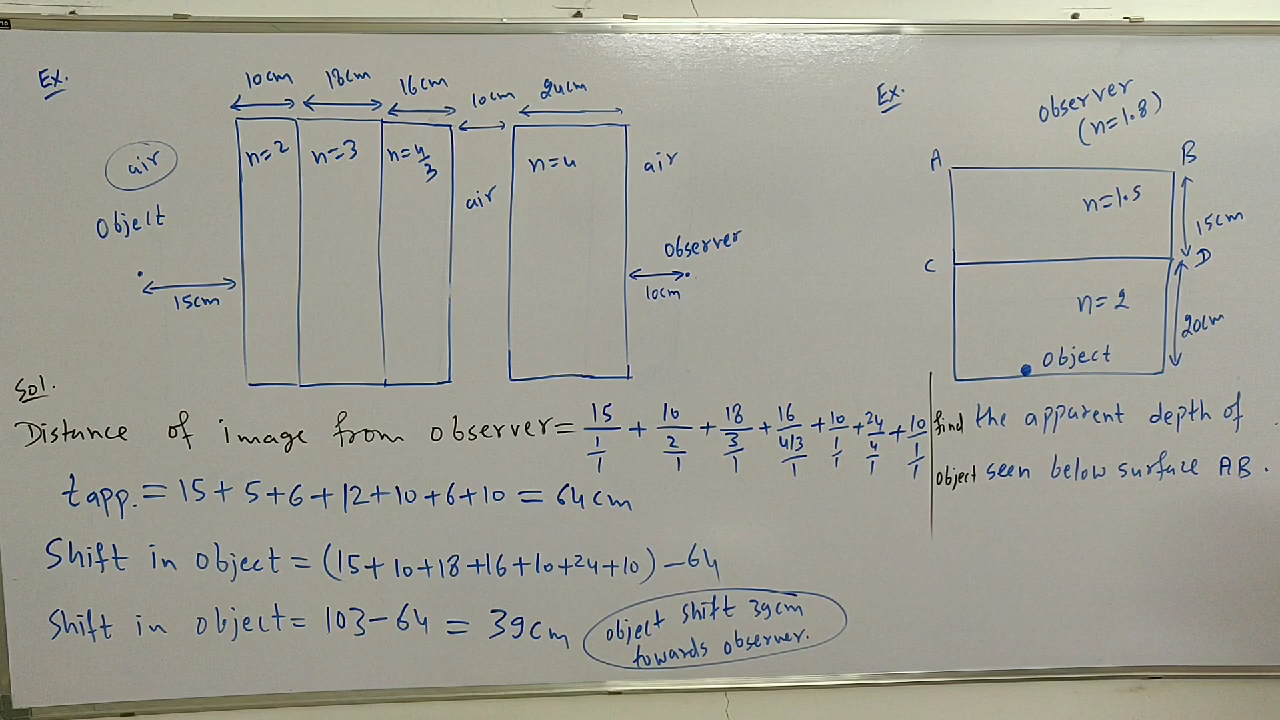 Ex.
10cm 18cm 16cm 10cm 24cm
air
n=2 n=3 n=4/3 air n=4 air
Object
Observer
15cm
10cm
Sol.
Distance of image from observer = 15/(1/1) + 10/(2/1) + 18/(3/1) + 16/(4/3/1) + 10/(1/1) + 24/(4/1) + 10/(1/1)
tapp. = 15+5+6+12+10+6+10 = 64cm
Shift in object = (15+10+18+16+10+24+10) – 64
Shift in object = 103-64 = 39cm
object shift 39cm
towards observer.
Ex.
observer
(n=1.8)
A B
n=1.5
15cm
C D
n=2
20cm
object
find the apparent depth of
object seen below surface AB.